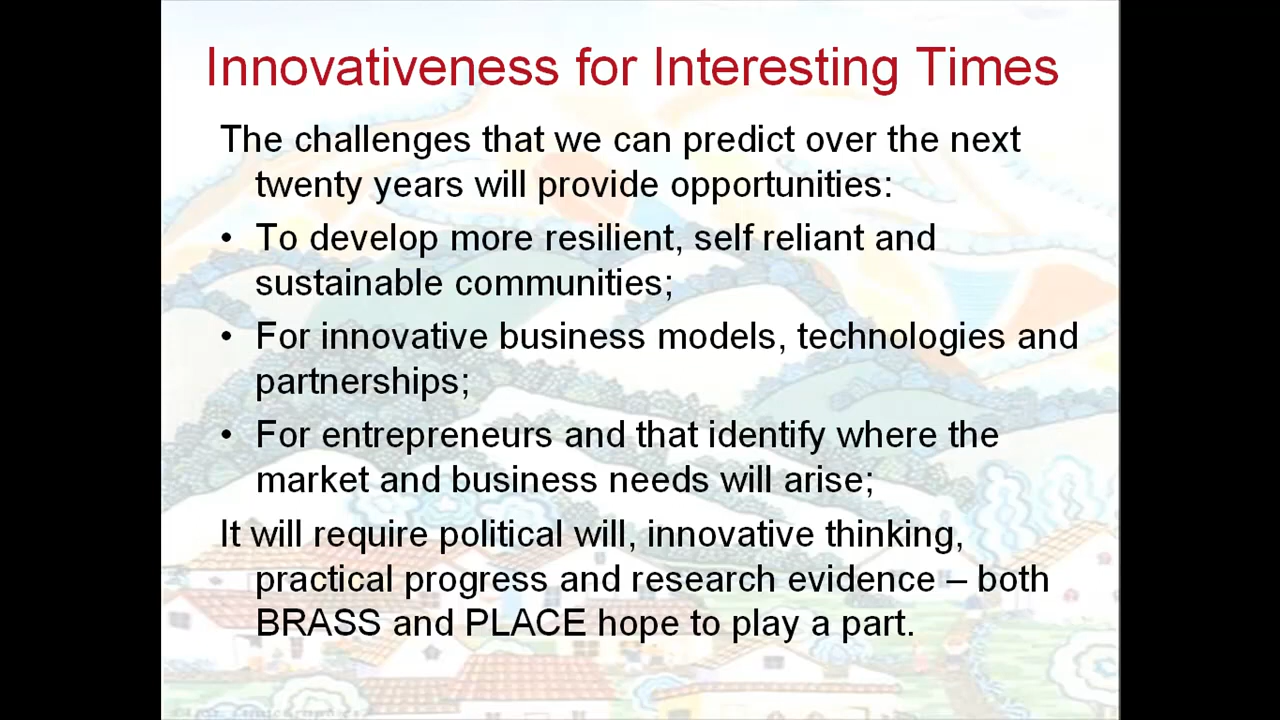 Innovativeness for Interesting Times
The challenges that we can predict over the next
twenty years will provide opportunities:
• To develop more resilient, self reliant and
sustainable communities;
• For innovative business models, technologies and
partnerships;
• For entrepreneurs and that identify where the
market and business needs will arise;
It will require political will, innovative thinking,
practical progress and research evidence – both
BRASS and PLACE hope to play a part.